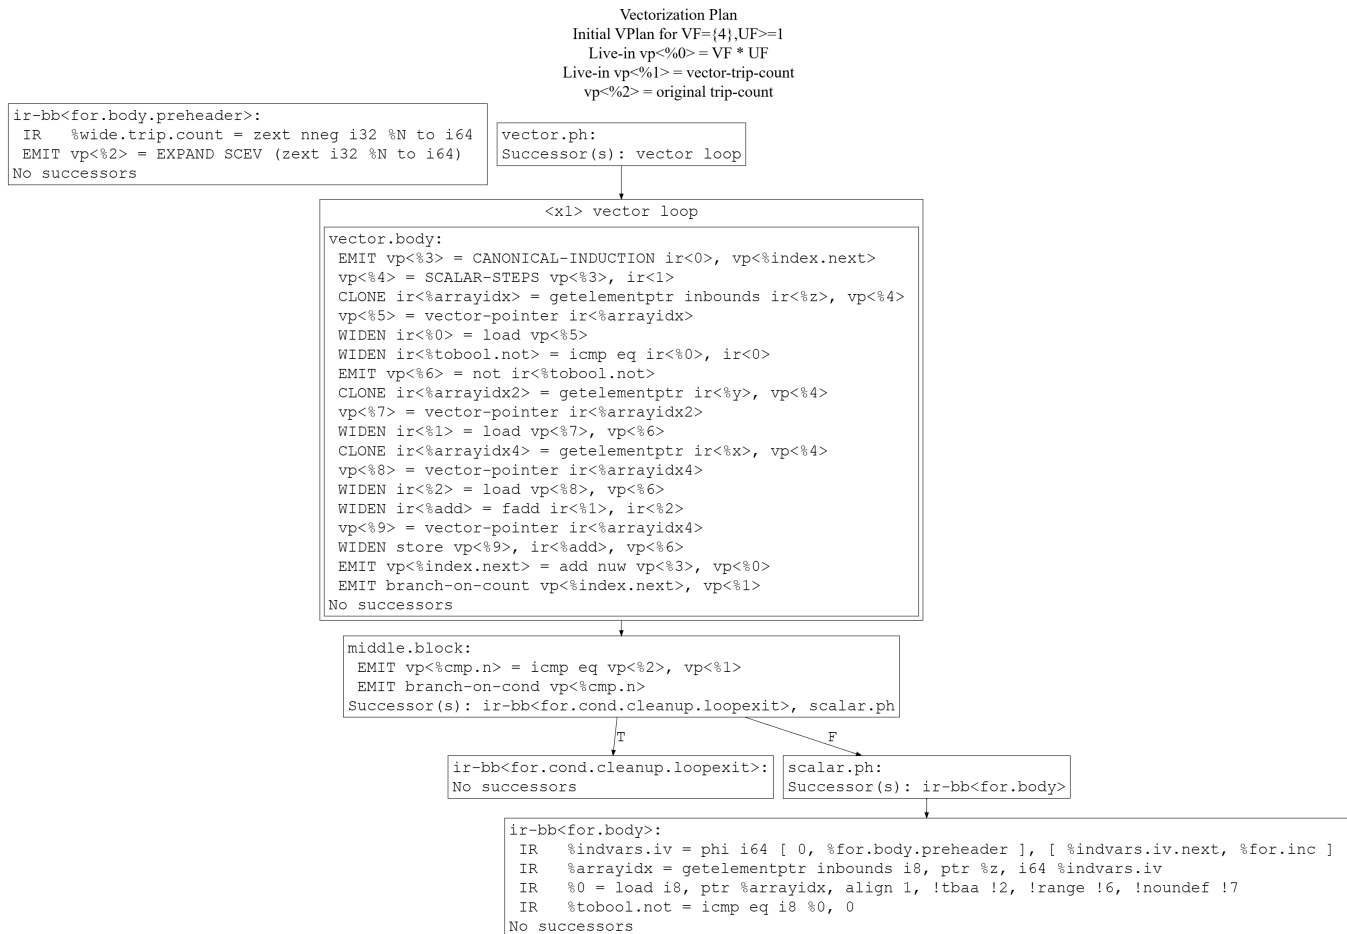 Vectorization Plan
Initial VPlan for VF={4},UF>=1
Live-in vp<%0> = VF * UF
Live-in vp<%1> = vector-trip-count
vp<%2> = original trip-count
ir-bb<for.body.preheader>:
IR   %wide.trip.count = zext nneg i32 %N to i64
EMIT vp<%2> = EXPAND SCEV (zext i32 %N to i64)
No successors
vector.ph:
Successor(s): vector loop
<x1> vector loop
vector.body:
EMIT vp<%3> = CANONICAL-INDUCTION ir<0>, vp<%index.next>
vp<%4> = SCALAR-STEPS vp<%3>, ir<1>
CLONE ir<%arrayidx> = getelementptr inbounds ir<%z>, vp<%4>
vp<%5> = vector-pointer ir<%arrayidx>
WIDEN ir<%0> = load vp<%5>
WIDEN ir<%tobool.not> = icmp eq ir<%0>, ir<0>
EMIT vp<%6> = not ir<%tobool.not>
CLONE ir<%arrayidx2> = getelementptr ir<%y>, vp<%4>
vp<%7> = vector-pointer ir<%arrayidx2>
WIDEN ir<%1> = load vp<%7>, vp<%6>
CLONE ir<%arrayidx4> = getelementptr ir<%x>, vp<%4>
vp<%8> = vector-pointer ir<%arrayidx4>
WIDEN ir<%2> = load vp<%8>, vp<%6>
WIDEN ir<%add> = fadd ir<%1>, ir<%2>
vp<%9> = vector-pointer ir<%arrayidx4>
WIDEN store vp<%9>, ir<%add>, vp<%6>
EMIT vp<%index.next> = add nuw vp<%3>, vp<%0>
EMIT branch-on-count vp<%index.next>, vp<%1>
No successors
middle.block:
EMIT vp<%cmp.n> = icmp eq vp<%2>, vp<%1>
EMIT branch-on-cond vp<%cmp.n>
Successor(s): ir-bb<for.cond.cleanup.loopexit>, scalar.ph
T
F
ir-bb<for.cond.cleanup.loopexit>:
No successors
scalar.ph:
Successor(s): ir-bb<for.body>
ir-bb<for.body>:
IR   %indvars.iv = phi i64 [ 0, %for.body.preheader ], [ %indvars.iv.next, %for.inc ]
IR   %arrayidx = getelementptr inbounds i8, ptr %z, i64 %indvars.iv
IR   %0 = load i8, ptr %arrayidx, align 1, !tbaa !2, !range !6, !noundef !7
IR   %tobool.not = icmp eq i8 %0, 0
No successors